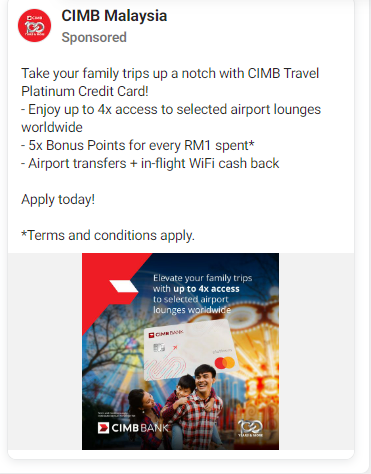 CIMB Malaysia
Sponsored
Take your family trips up a notch with CIMB Travel
Platinum Credit Card!
- Enjoy up to 4x access to selected airport lounges
worldwide
- 5x Bonus Points for every RM1 spent*
- Airport transfers + in-flight WiFi cash back
Apply today!
*Terms and conditions apply.
Elevate your family trips
with up to 4x access
to selected airport
lounges worldwide
CIMB BANK
CIMB BANK